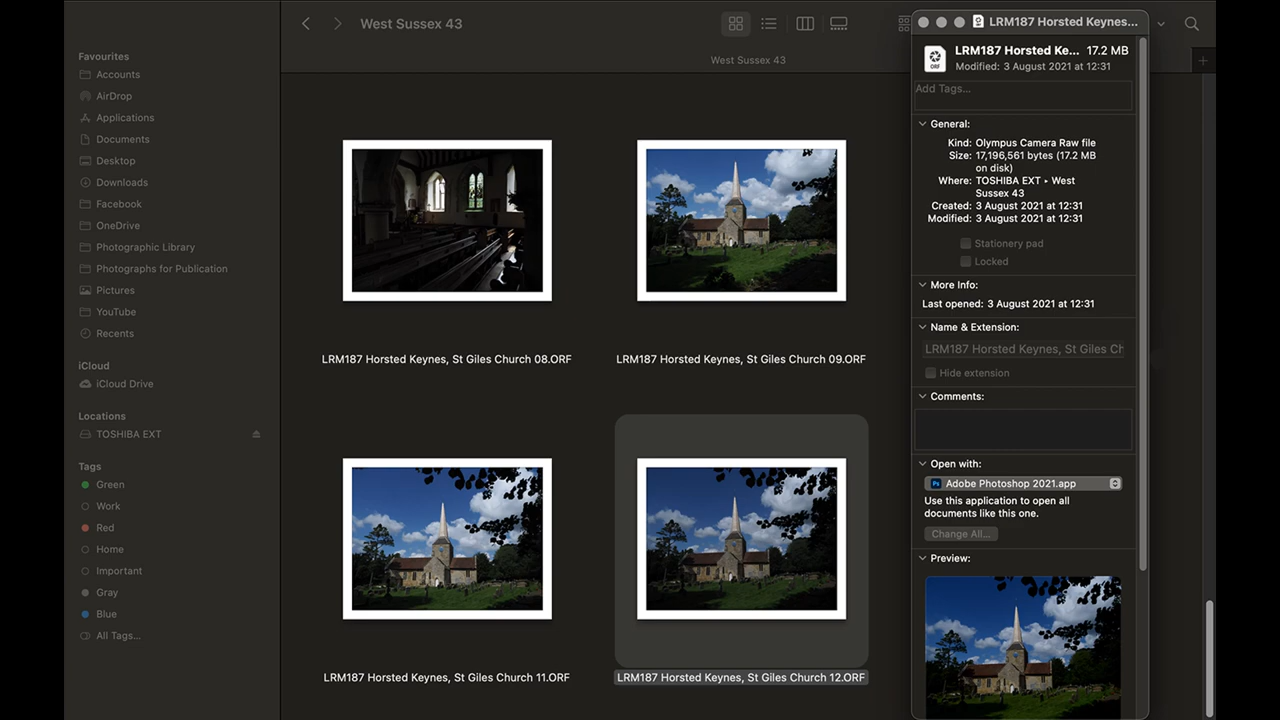 West Sussex 43
West Sussex 43
Favourites
Accounts
AirDrop
Applications
Documents
Desktop
Downloads
Facebook
OneDrive
Photographic Library
Photographs for Publication
Pictures
YouTube
Recents
iCloud
iCloud Drive
Locations
TOSHIBA EXT
Tags
Green
Work
Red
Home
Important
Gray
Blue
All Tags...
LRM187 Horsted Keynes, St Giles Church 08.ORF
LRM187 Horsted Keynes, St Giles Church 09.ORF
LRM187 Horsted Keynes, St Giles Church 11.ORF
LRM187 Horsted Keynes, St Giles Church 12.ORF
LRM187 Horsted Keynes...
ORF
LRM187 Horsted Ke... 17.2 MB
Modified: 3 August 2021 at 12:31
Add Tags...
General:
Kind: Olympus Camera Raw file
Size: 17,196,561 bytes (17.2 MB
on disk)
Where: TOSHIBA EXT ▸ West
Sussex 43
Created: 3 August 2021 at 12:31
Modified: 3 August 2021 at 12:31
Stationery pad
Locked
More Info:
Last opened: 3 August 2021 at 12:31
Name & Extension:
LRM187 Horsted Keynes, St Giles Ch
Hide extension
Comments:
Open with:
Ps Adobe Photoshop 2021.app
Use this application to open all
documents like this one.
Change All...
Preview: